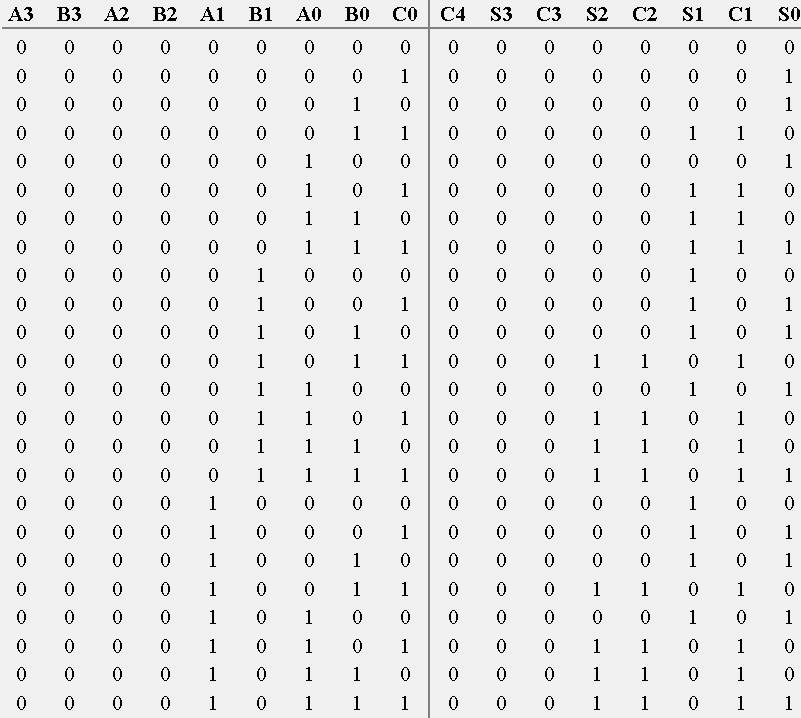 A3 B3 A2 B2 A1 B1 A0 B0 C0 C4 S3 C3 S2 C2 S1 C1 S0
0 0 0 0 0 0 0 0 0 0 0 0 0 0 0 0 0
0 0 0 0 0 0 0 0 1 0 0 0 0 0 0 0 1
0 0 0 0 0 0 0 1 0 0 0 0 0 0 0 0 1
0 0 0 0 0 0 0 1 1 0 0 0 0 0 1 1 0
0 0 0 0 0 0 1 0 0 0 0 0 0 0 0 0 1
0 0 0 0 0 0 1 0 1 0 0 0 0 0 1 1 0
0 0 0 0 0 0 1 1 0 0 0 0 0 0 1 1 0
0 0 0 0 0 0 1 1 1 0 0 0 0 0 1 1 1
0 0 0 0 0 1 0 0 0 0 0 0 0 0 1 0 0
0 0 0 0 0 1 0 0 1 0 0 0 0 0 1 0 1
0 0 0 0 0 1 0 1 0 0 0 0 0 0 1 0 1
0 0 0 0 0 1 0 1 1 0 0 0 1 1 0 1 0
0 0 0 0 0 1 1 0 0 0 0 0 0 0 1 0 1
0 0 0 0 0 1 1 0 1 0 0 0 1 1 0 1 0
0 0 0 0 0 1 1 1 0 0 0 0 1 1 0 1 0
0 0 0 0 0 1 1 1 1 0 0 0 1 1 0 1 1
0 0 0 0 1 0 0 0 0 0 0 0 0 0 1 0 0
0 0 0 0 1 0 0 0 1 0 0 0 0 0 1 0 1
0 0 0 0 1 0 0 1 0 0 0 0 0 0 1 0 1
0 0 0 0 1 0 0 1 1 0 0 0 1 1 0 1 0
0 0 0 0 1 0 1 0 0 0 0 0 0 0 1 0 1
0 0 0 0 1 0 1 0 1 0 0 0 1 1 0 1 0
0 0 0 0 1 0 1 1 0 0 0 0 1 1 0 1 0
0 0 0 0 1 0 1 1 1 0 0 0 1 1 0 1 1